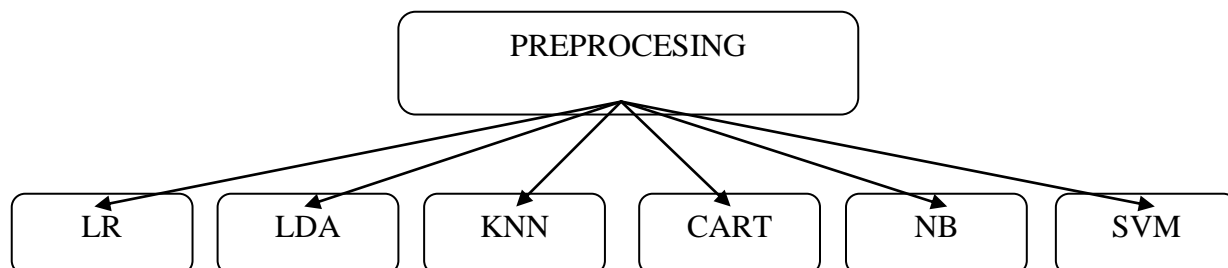 PREPROCESING
LR LDA KNN CART NB SVM